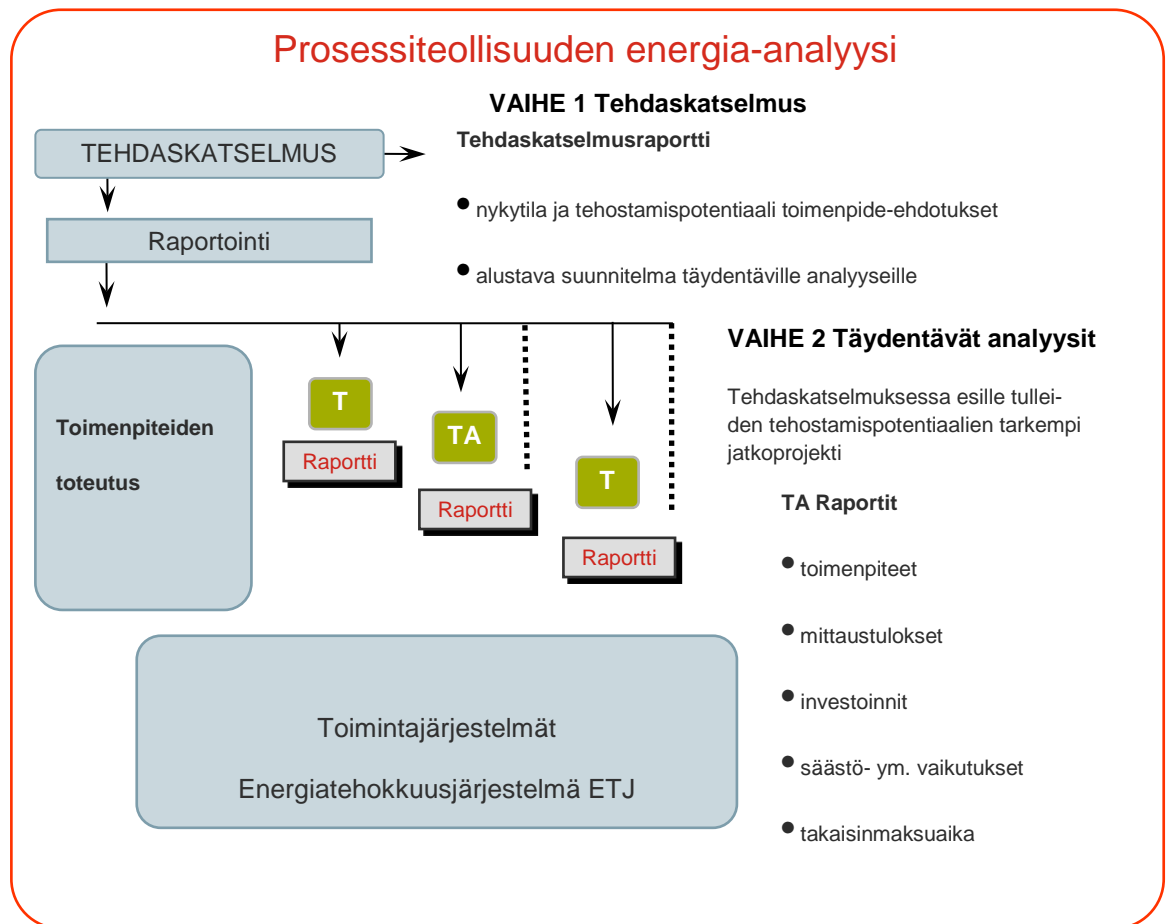 Prosessiteollisuuden energia-analyysi
VAIHE 1 Tehdaskatselmus
TEHDASKATSELMUS
Tehdaskatselmusraportti
• nykytila ja tehostamispotentiaali toimenpide-ehdotukset
Raportointi
• alustava suunnitelma täydentäville analyyseille
Toimenpiteiden
toteutus
T
Raportti
TA
Raportti
T
Raportti
VAIHE 2 Täydentävät analyysit
Tehdaskatselmuksessa esille tullei-
den tehostamispotentiaalien tarkempi
jatkoprojekti
TA Raportit
• toimenpiteet
• mittaustulokset
• investoinnit
• säästö- ym. vaikutukset
• takaisinmaksuaika
Toimintajärjestelmät
Energiatehokkuusjärjestelmä ETJ